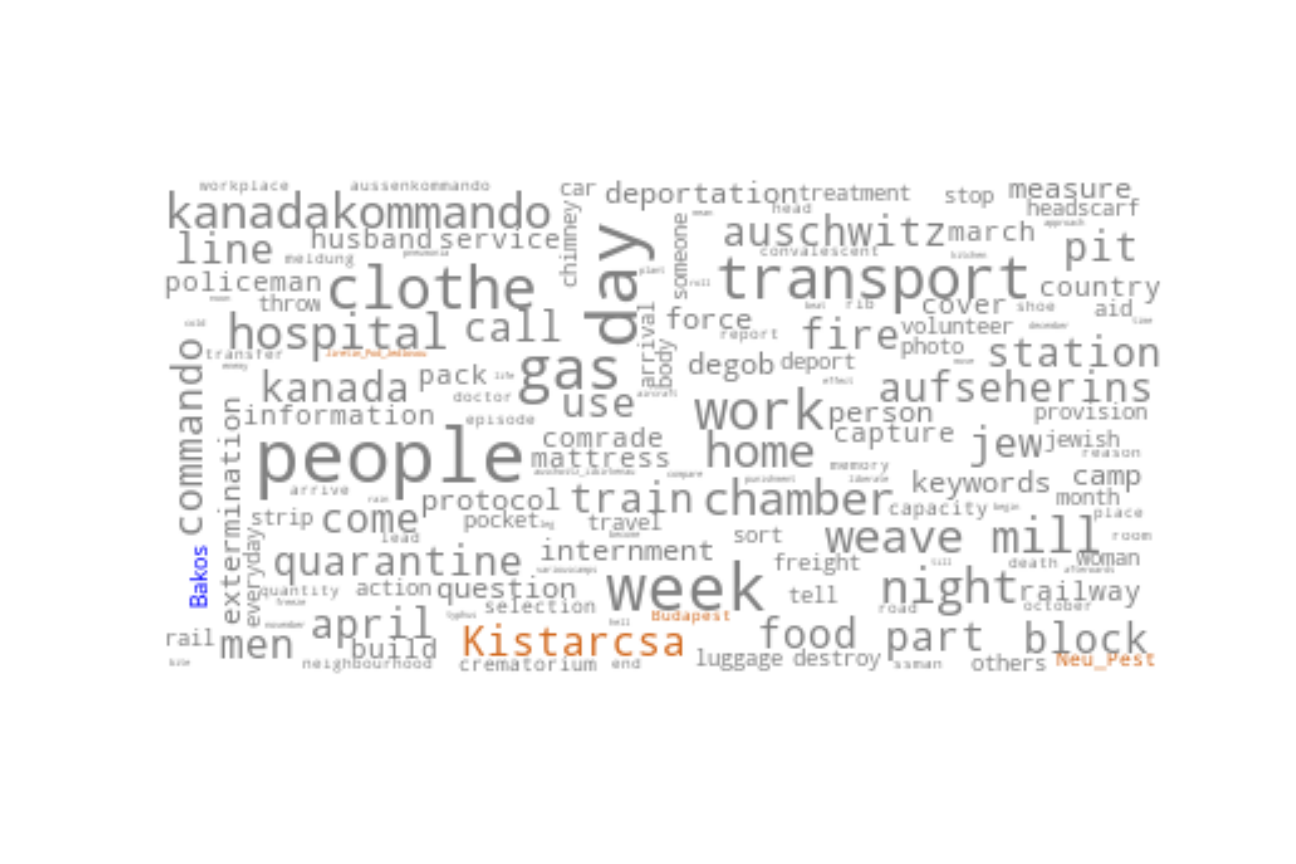 workplace aussenkommando car deportation treatment stop measure
kanadakommando head headscarf
line husband service chimney day someone auschwitz march pit
meldung convalescent
policeman clothe transport country
throw cover shoe aid
hospital call arrival force fire volunteer
transfer report photo station
kanada pack gas body degob deport
doctor aufseherins
commando information episode use work person provision
extermination people comrade home capture jew jewish
mattress memory reason
arrive keywords camp
protocol train chamber month
strip come pocket travel capacity place
lead sort weave mill room
everyday quarantine internment freight death woman
Bakos quantity action question week tell night railway
selection road october
april Budapest
rail men build Kistarcsa food part block
neighbourhood crematorium end luggage destroy ssman others Neu_Pest